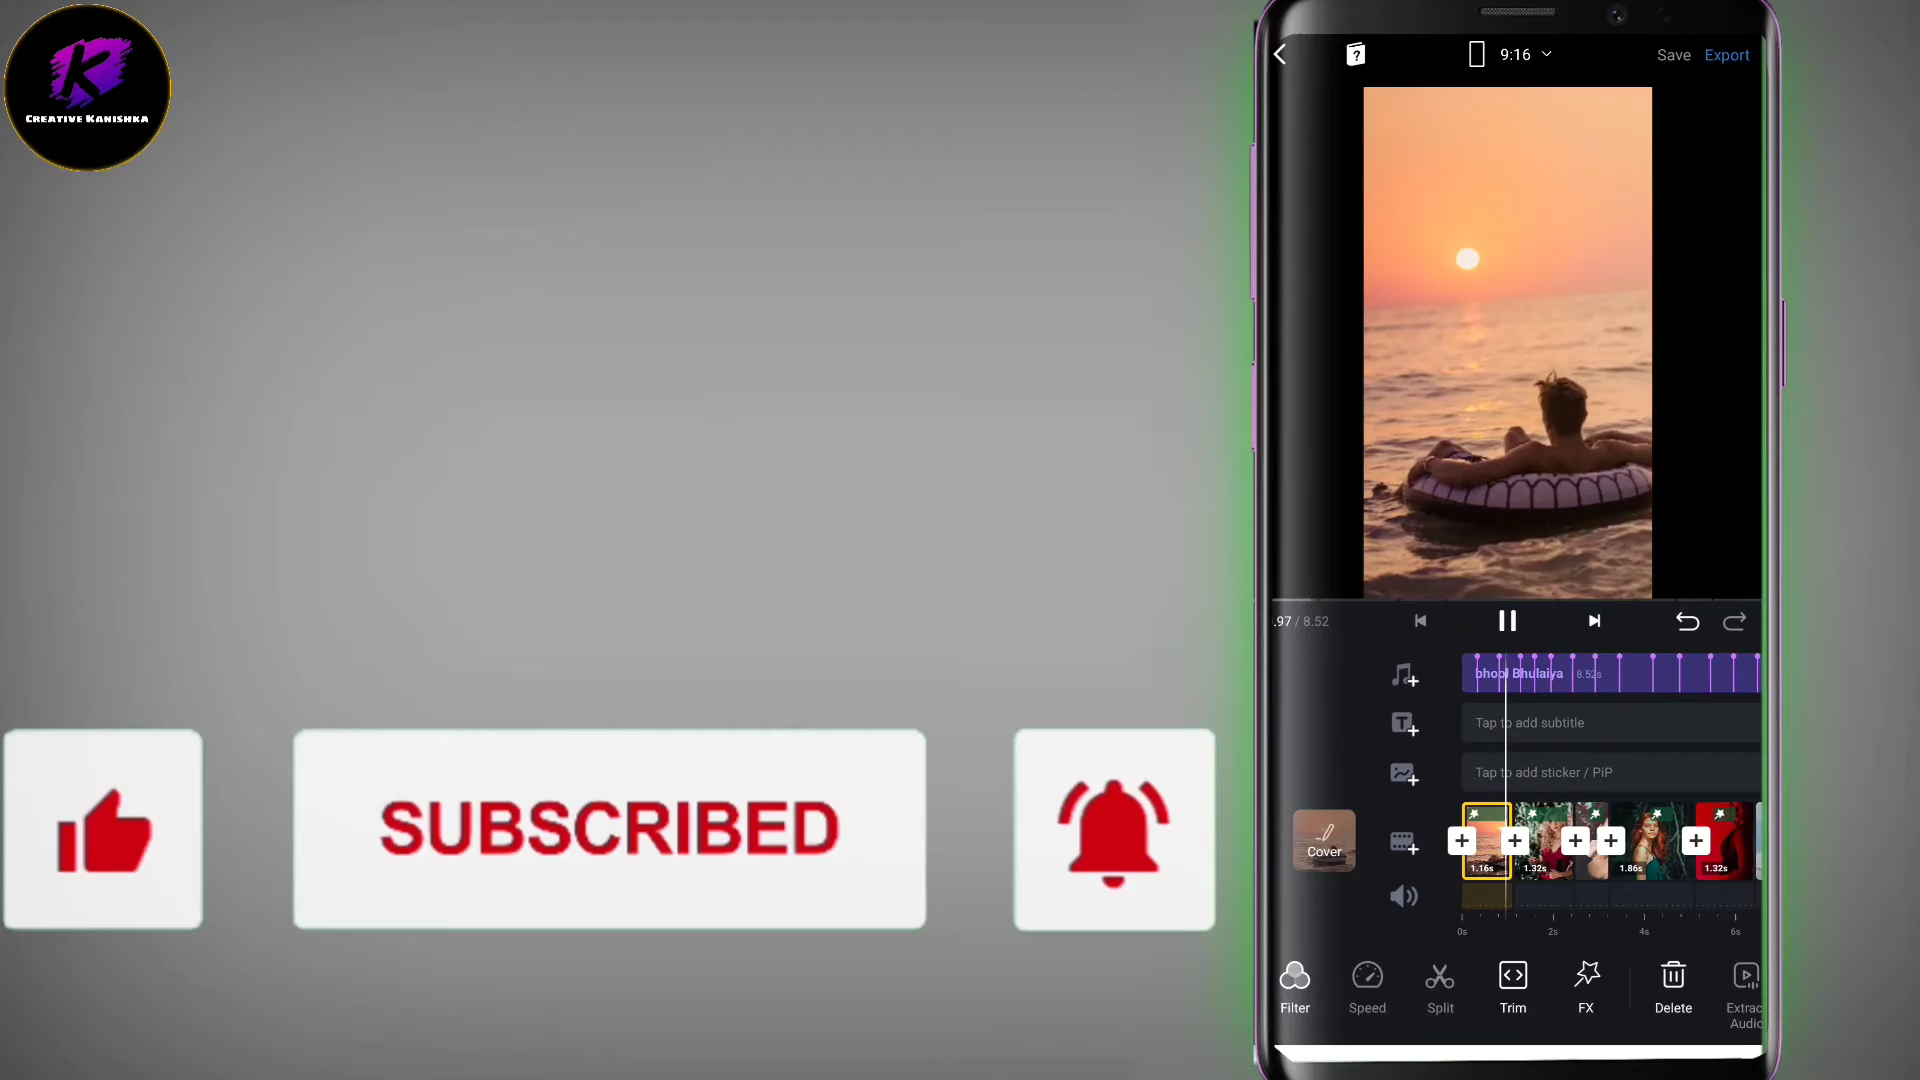 K
CREATIVE KANISHKA
9:16
Save
Export
.97 / 8.52
bhool Bhulaiya 8.52s
Tap to add subtitle
Tap to add sticker / PiP
Cover
1.16s
1.32s
1.86s
1.32s
0s
2s
4s
6s
Filter
Speed
Split
Trim
FX
Delete
Extrac
Audio
SUBSCRIBED